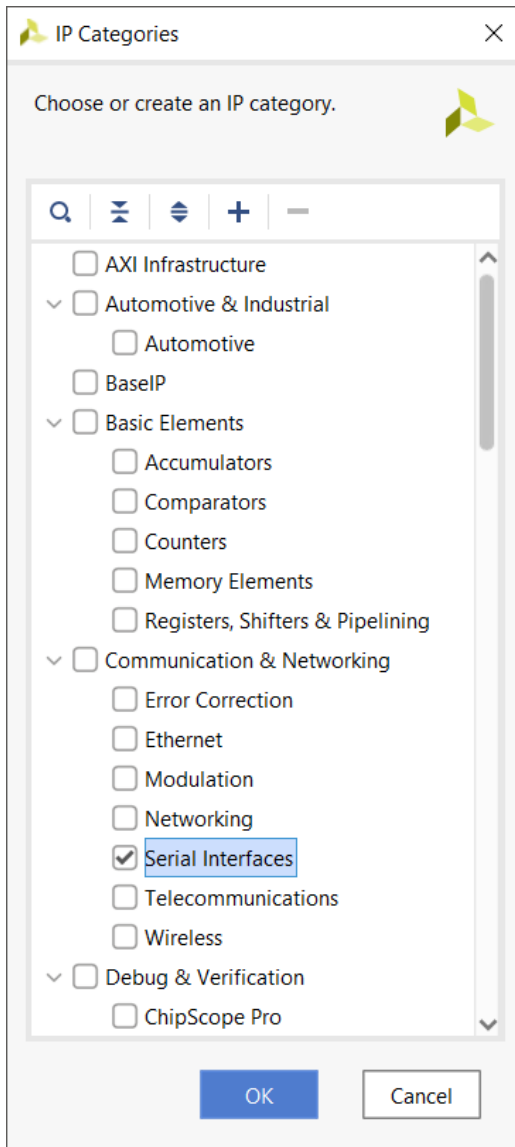 IP Categories
Choose or create an IP category.
AXI Infrastructure
Automotive & Industrial
Automotive
BaseIP
Basic Elements
Accumulators
Comparators
Counters
Memory Elements
Registers, Shifters & Pipelining
Communication & Networking
Error Correction
Ethernet
Modulation
Networking
Serial Interfaces
Telecommunications
Wireless
Debug & Verification
ChipScope Pro
OK Cancel